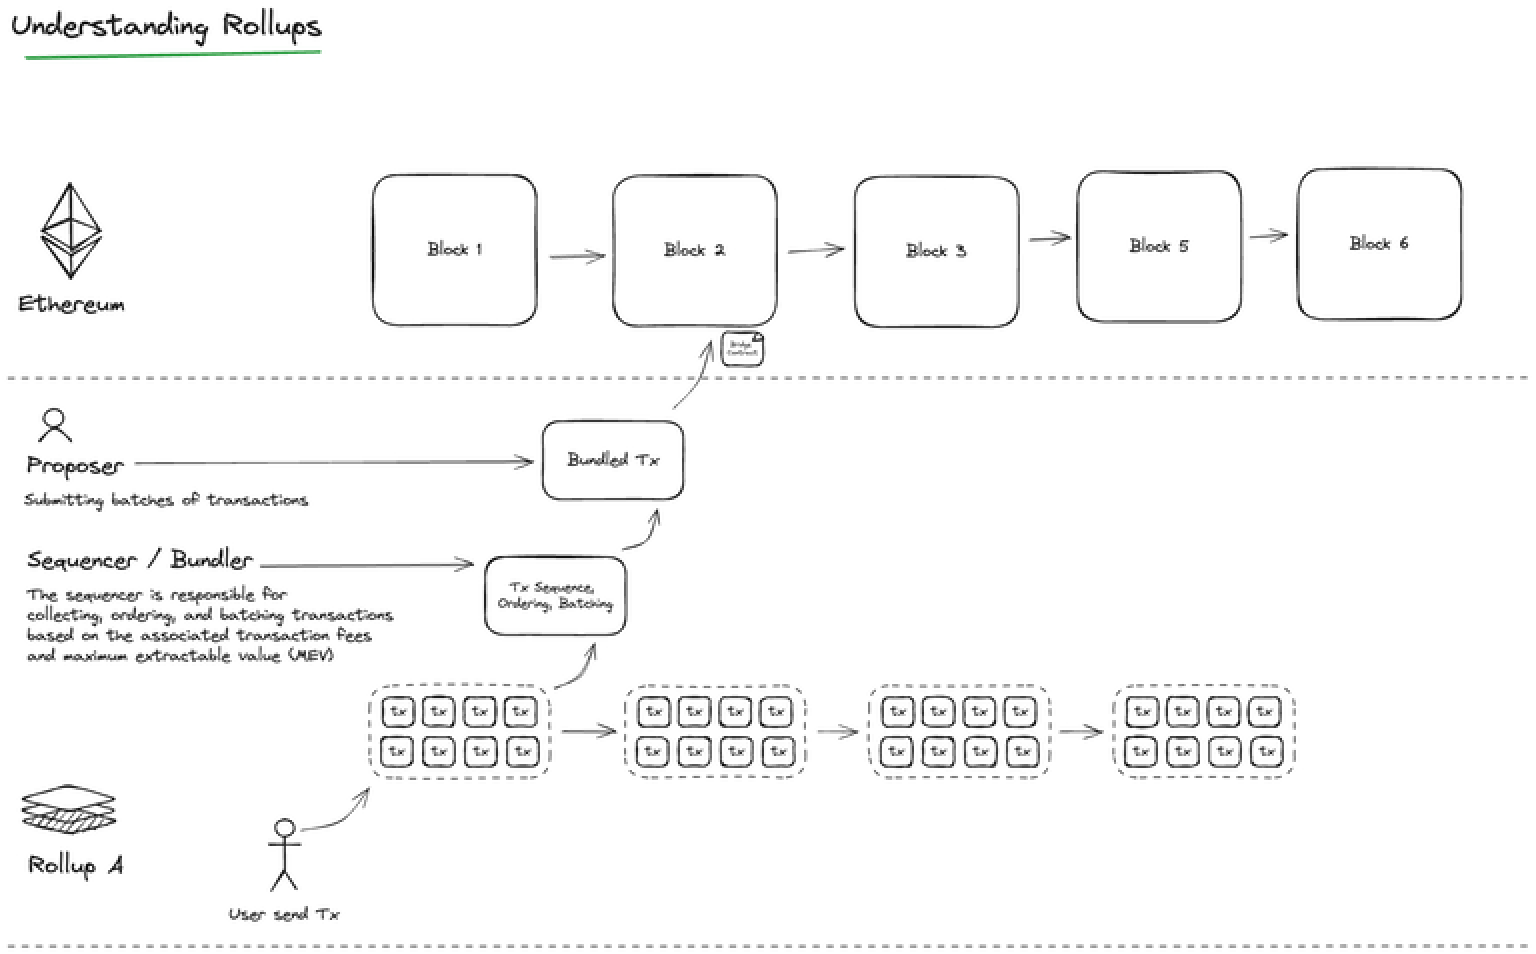 Understanding Rollups
Ethereum
Block 1
Block 2
Block 3
Block 5
Block 6
Bridge
Contract
Proposer
Submitting batches of transactions
Bundled Tx
Sequencer / Bundler
The sequencer is responsible for
collecting, ordering, and batching transactions
based on the associated transaction fees
and maximum extractable value (MEV)
Tx Sequence,
Ordering, Batching
tx tx tx tx
tx tx tx tx
tx tx tx tx
tx tx tx tx
tx tx tx tx
tx tx tx tx
tx tx tx tx
tx tx tx tx
Rollup A
User send Tx